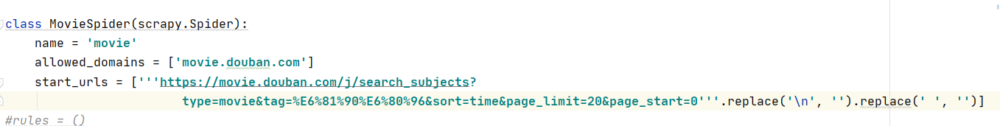 class MovieSpider(scrapy.Spider):
    name = 'movie'
    allowed_domains = ['movie.douban.com']
    start_urls = ['''https://movie.douban.com/j/search_subjects?
                        type=movie&tag=%E6%81%90%E6%80%96&sort=time&page_limit=20&page_start=0'''.replace('\n', '').replace(' ', '')]
#rules = ()